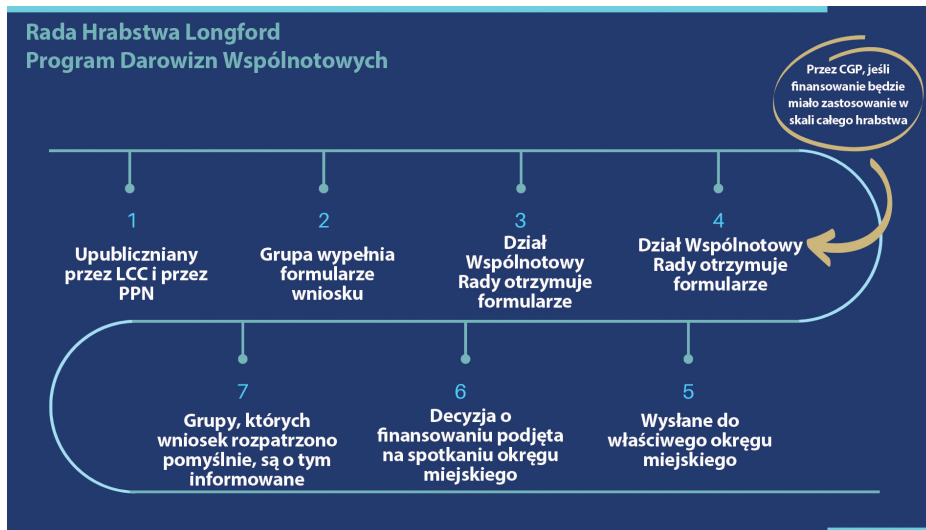 Rada Hrabstwa Longford
Program Darowizn Wspólnotowych
Przez CGP, jeśli
finansowanie będzie
miało zastosowanie w
skali całego hrabstwa
1
Upubliczniany
przez LCC i przez
PPN
2
Grupa wypełnia
formularze
wniosku
3
Dział
Wspólnotowy
Rady otrzymuje
formularze
4
Dział Wspólnotowy
Rady otrzymuje
formularze
7
Grupy, których
wniosek rozpatrzono
pomyślnie, są o tym
informowane
6
Decyzja o
finansowaniu podjęta
na spotkaniu okręgu
miejskiego
5
Wysłane do
właściwego okręgu
miejskiego